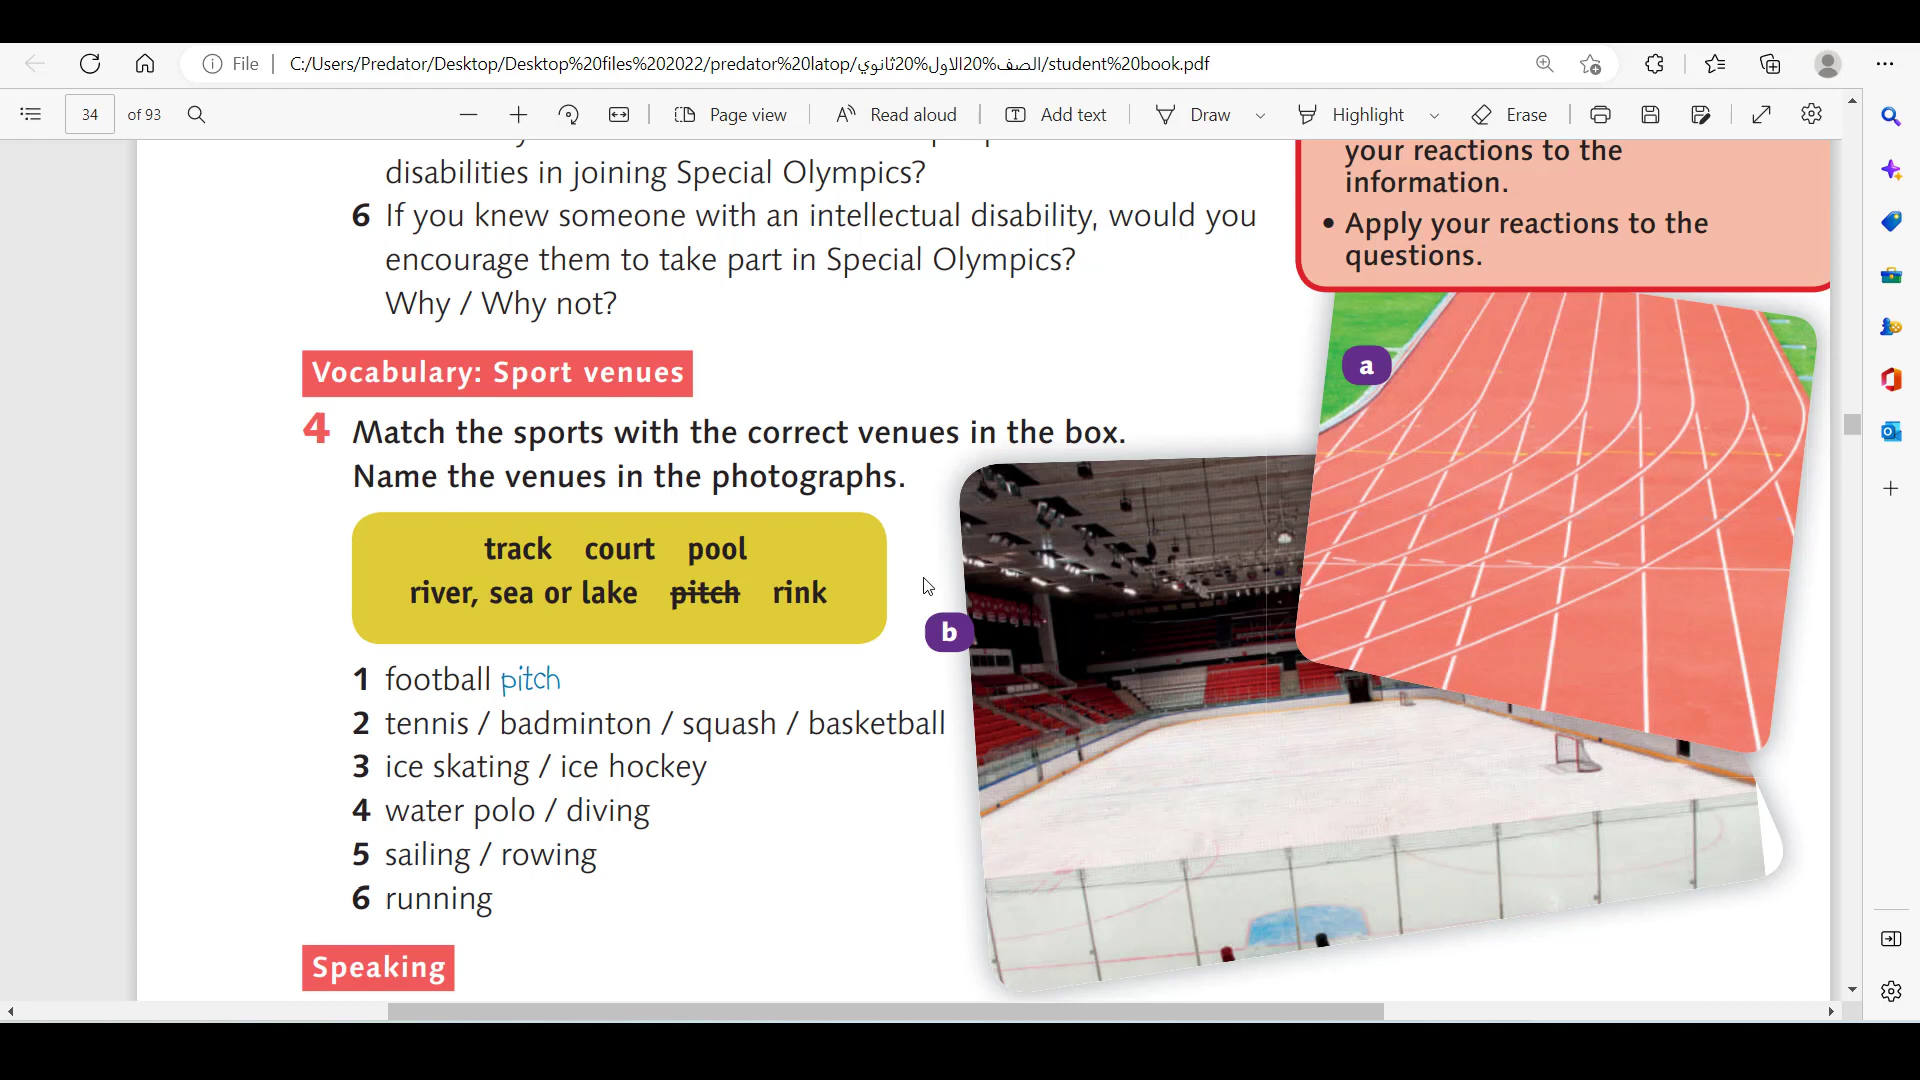 File
C:/Users/Predator/Desktop/Desktop%20files%202022/predator%20latop/الصف%20الاول%20ثانوي/student%20book.pdf
34 of 93
Page view
Read aloud
Add text
Draw
Highlight
Erase
disabilities in joining Special Olympics?
6 If you knew someone with an intellectual disability, would you
encourage them to take part in Special Olympics?
Why / Why not?
your reactions to the
information.
• Apply your reactions to the
questions.
Vocabulary: Sport venues
4 Match the sports with the correct venues in the box.
Name the venues in the photographs.
track court pool
river, sea or lake pitch rink
a
b
1 football pitch
2 tennis / badminton / squash / basketball
3 ice skating / ice hockey
4 water polo / diving
5 sailing / rowing
6 running
Speaking